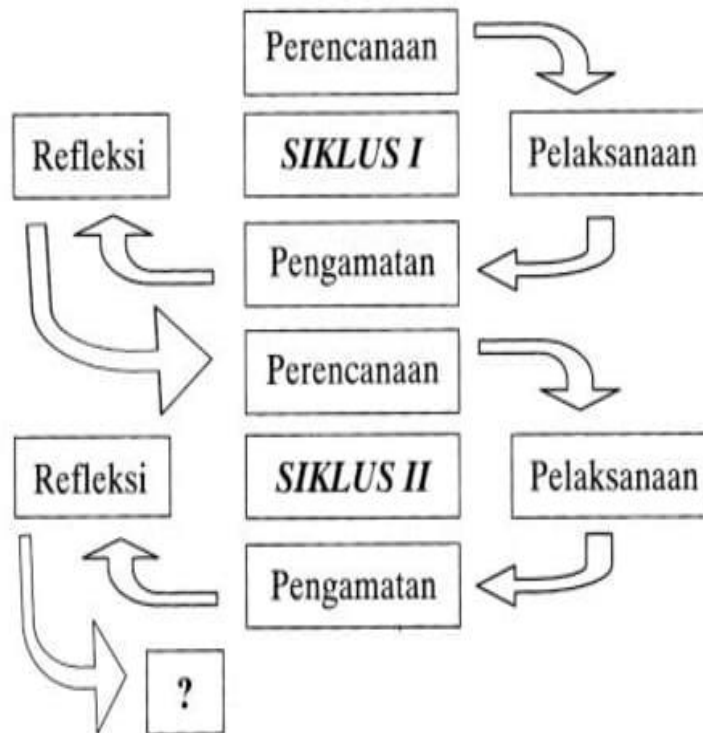 Perencanaan
Refleksi
SIKLUS I
Pelaksanaan
Pengamatan
Perencanaan
Refleksi
SIKLUS II
Pelaksanaan
Pengamatan
?